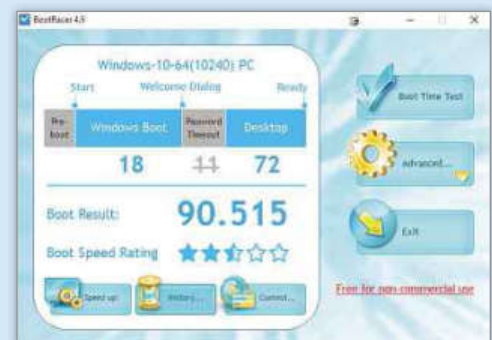 BootRacer 4.8
Windows-10-64(10240) PC
Start Welcome Dialog Ready
Pre-boot Windows Boot Password Timeout Desktop
18 11 72
Boot Result: 90.515
Boot Speed Rating
Speed up! History... Control...
Boot Time Test
Advanced...
Exit
Free for non-commercial use